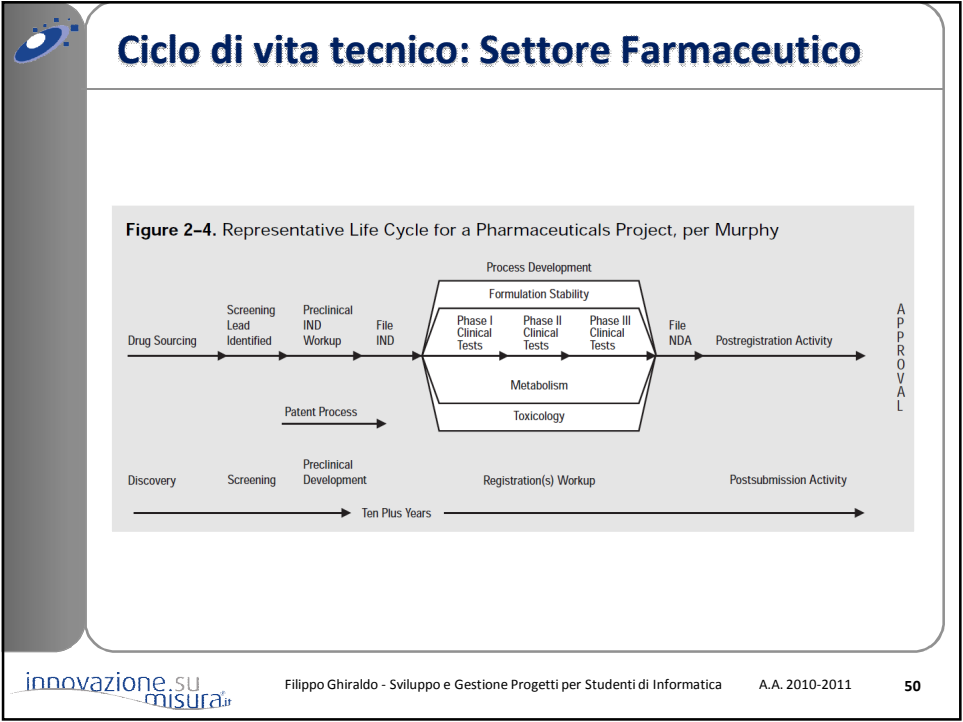 Ciclo di vita tecnico: Settore Farmaceutico
Figure 2–4. Representative Life Cycle for a Pharmaceuticals Project, per Murphy
Process Development
Formulation Stability
Drug Sourcing
Screening
Lead
Identified
Preclinical
IND
Workup
File
IND
Phase I
Clinical
Tests
Phase II
Clinical
Tests
Phase III
Clinical
Tests
File
NDA
Postregistration Activity
APPROVAL
Metabolism
Toxicology
Patent Process
Discovery
Screening
Preclinical
Development
Registration(s) Workup
Postsubmission Activity
Ten Plus Years
innovazione.su
misura.it
Filippo Ghiraldo - Sviluppo e Gestione Progetti per Studenti di Informatica
A.A. 2010-2011
50